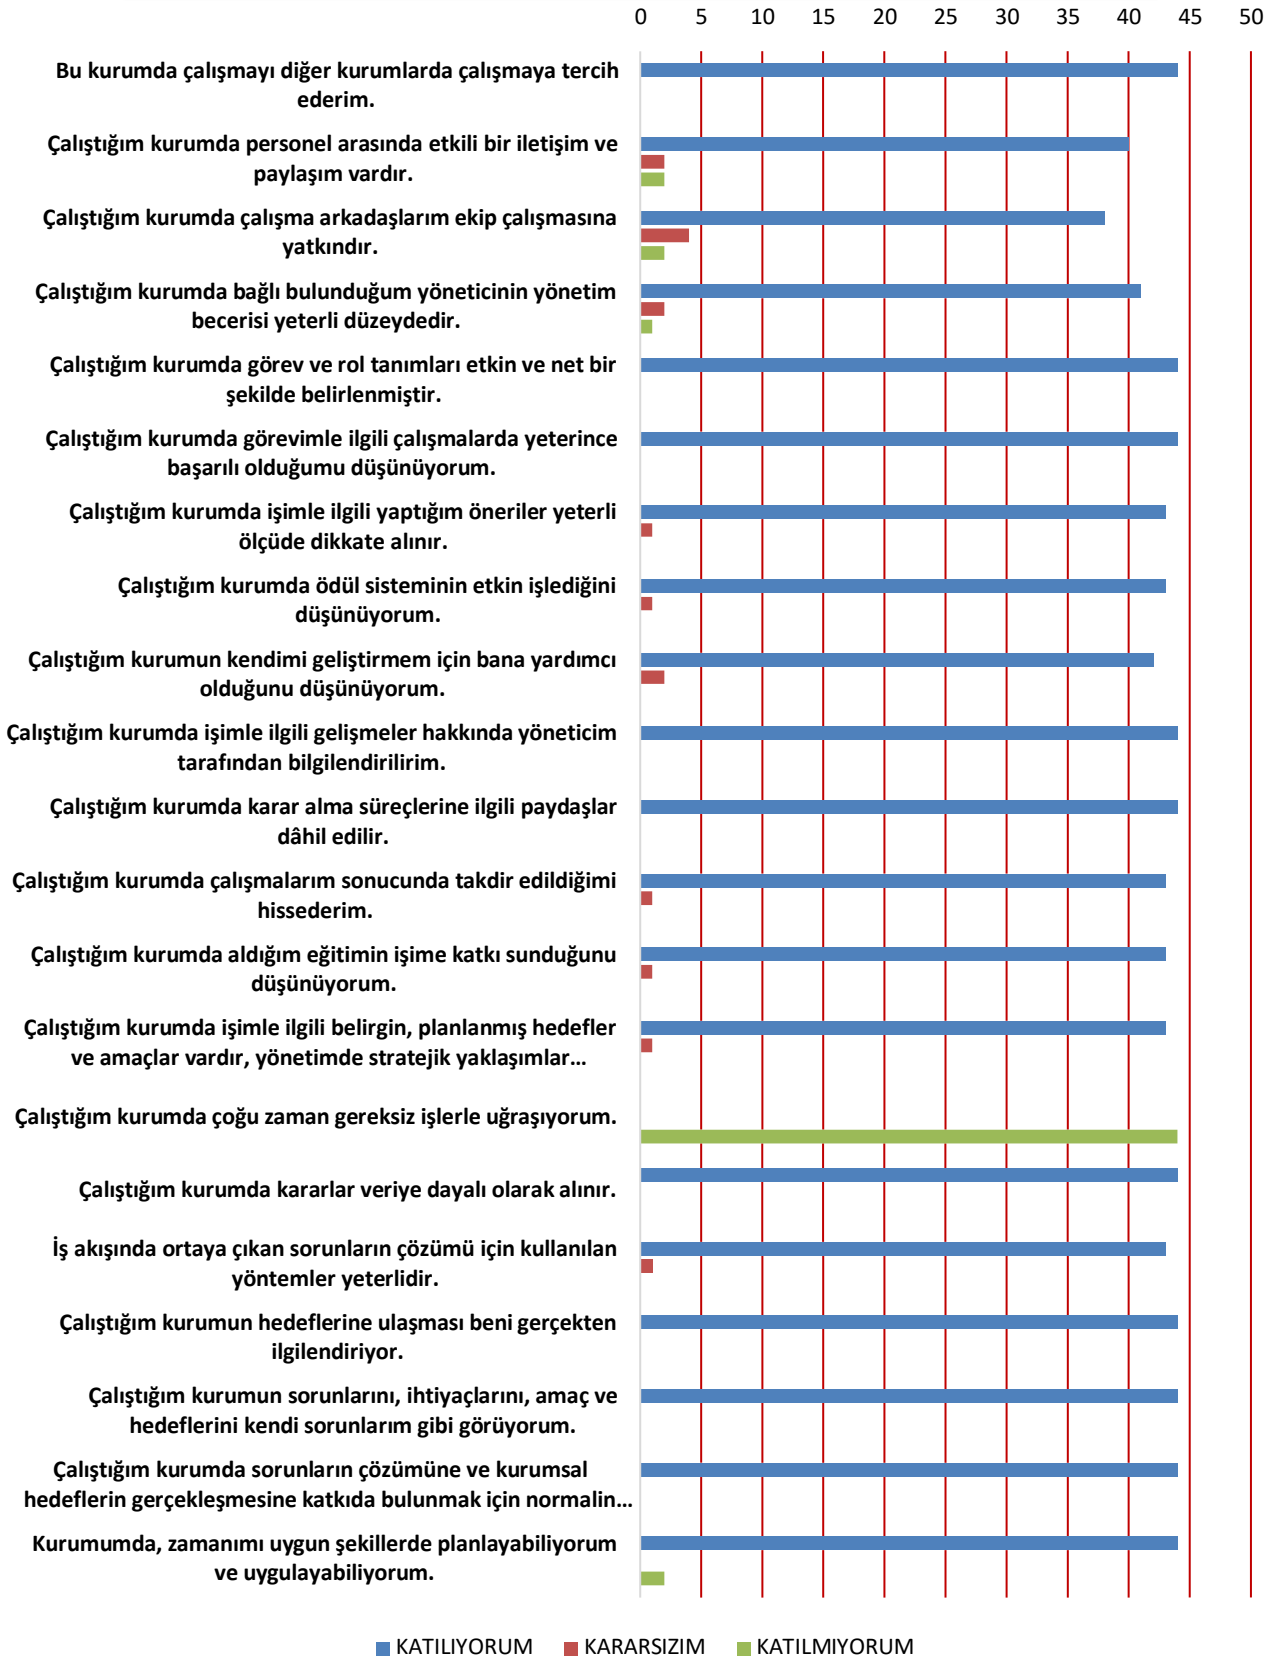 0 5 10 15 20 25 30 35 40 45 50
Bu kurumda çalışmayı diğer kurumlarda çalışmaya tercih
ederim.
Çalıştığım kurumda personel arasında etkili bir iletişim ve
paylaşım vardır.
Çalıştığım kurumda çalışma arkadaşlarım ekip çalışmasına
yatkındır.
Çalıştığım kurumda bağlı bulunduğum yöneticinin yönetim
becerisi yeterli düzeydedir.
Çalıştığım kurumda görev ve rol tanımları etkin ve net bir
şekilde belirlenmiştir.
Çalıştığım kurumda görevimle ilgili çalışmalarda yeterince
başarılı olduğumu düşünüyorum.
Çalıştığım kurumda işimle ilgili yaptığım öneriler yeterli
ölçüde dikkate alınır.
Çalıştığım kurumda ödül sisteminin etkin işlediğini
düşünüyorum.
Çalıştığım kurumun kendimi geliştirmem için bana yardımcı
olduğunu düşünüyorum.
Çalıştığım kurumda işimle ilgili gelişmeler hakkında yöneticim
tarafından bilgilendirilirim.
Çalıştığım kurumda karar alma süreçlerine ilgili paydaşlar
dâhil edilir.
Çalıştığım kurumda çalışmalarım sonucunda takdir edildiğimi
hissederim.
Çalıştığım kurumda aldığım eğitimin işime katkı sunduğunu
düşünüyorum.
Çalıştığım kurumda işimle ilgili belirgin, planlanmış hedefler
ve amaçlar vardır, yönetimde stratejik yaklaşımlar…
Çalıştığım kurumda çoğu zaman gereksiz işlerle uğraşıyorum.
Çalıştığım kurumda kararlar veriye dayalı olarak alınır.
İş akışında ortaya çıkan sorunların çözümü için kullanılan
yöntemler yeterlidir.
Çalıştığım kurumun hedeflerine ulaşması beni gerçekten
ilgilendiriyor.
Çalıştığım kurumun sorunlarını, ihtiyaçlarını, amaç ve
hedeflerini kendi sorunlarım gibi görüyorum.
Çalıştığım kurumda sorunların çözümüne ve kurumsal
hedeflerin gerçekleşmesine katkıda bulunmak için normalin…
Kurumumda, zamanımı uygun şekillerde planlayabiliyorum
ve uygulayabiliyorum.
KATILIYORUM KARARSIZIM KATILMIYORUM